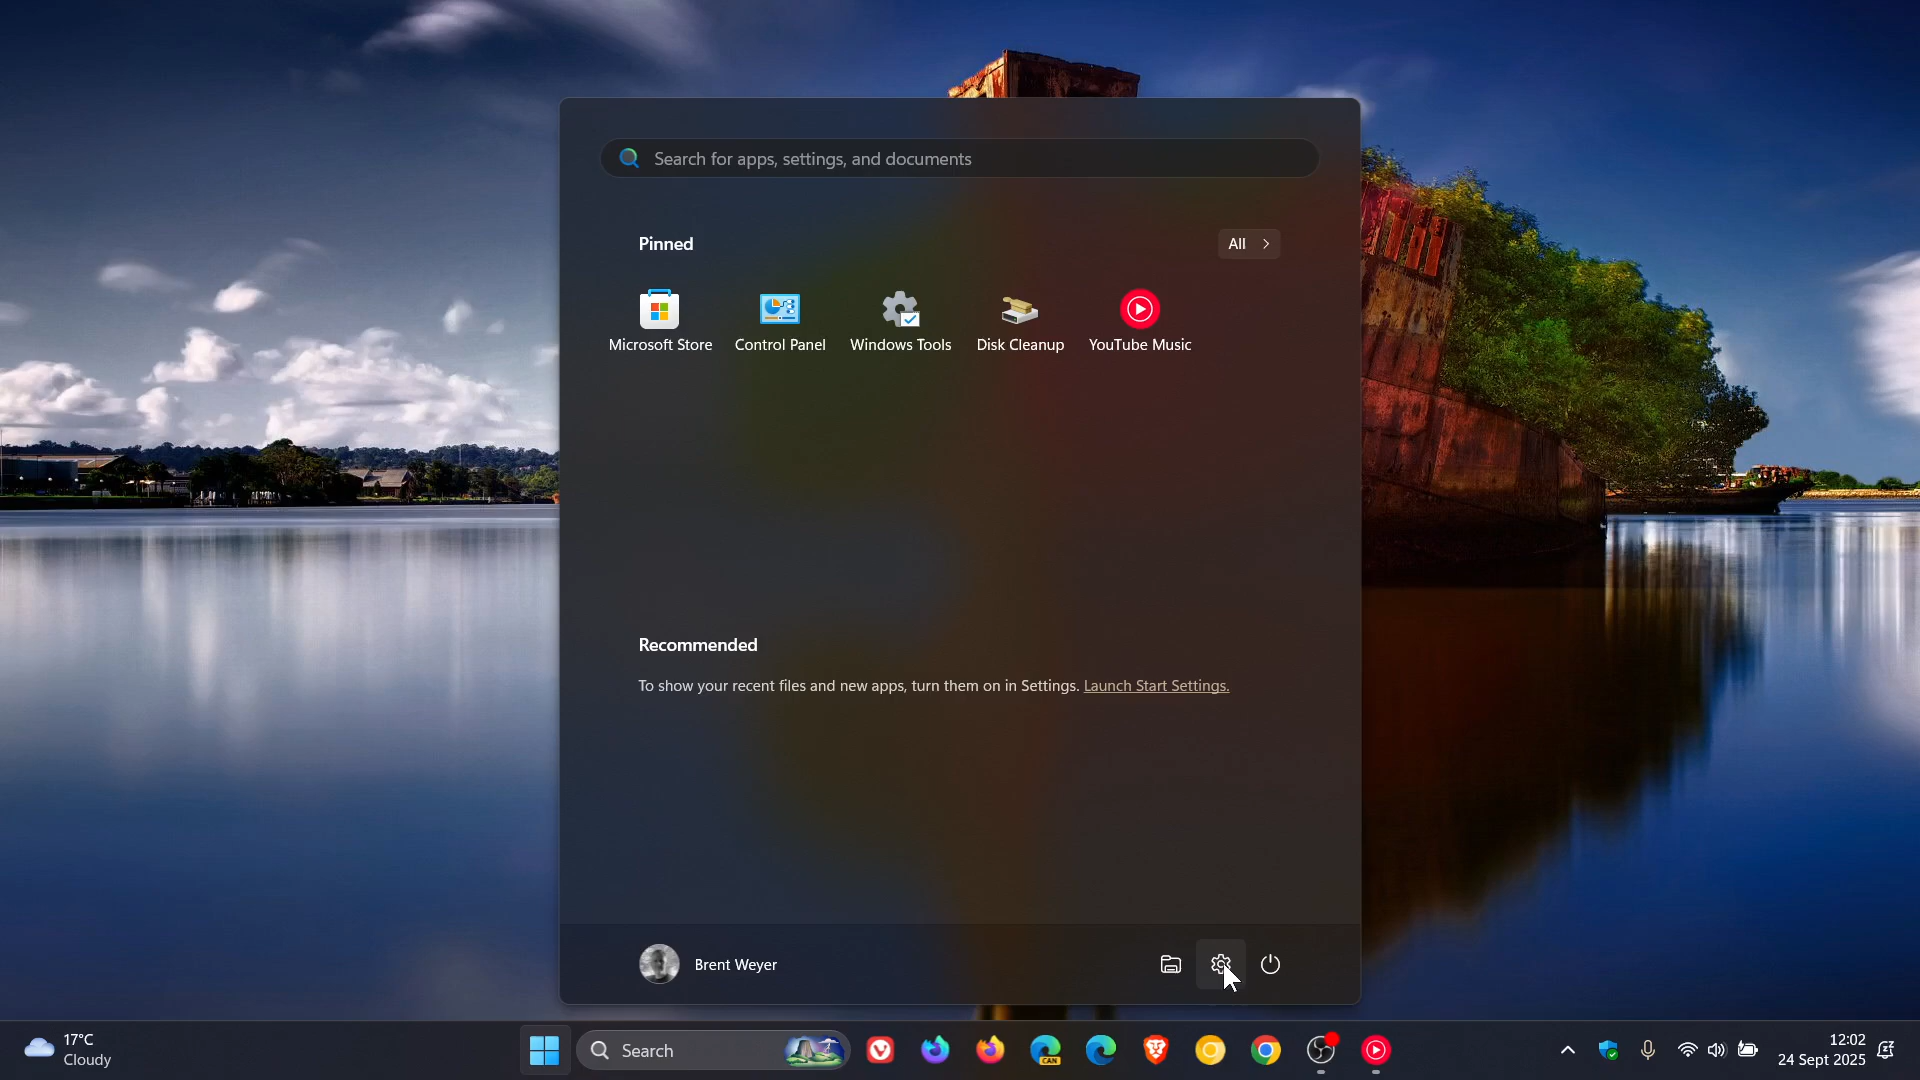 Search for apps, settings, and documents
Pinned
All
Microsoft Store
Control Panel
Windows Tools
Disk Cleanup
YouTube Music
Recommended
To show your recent files and new apps, turn them on in Settings. Launch Start Settings.
Brent Weyer
17°C
Cloudy
Search
CAN
12:02
24 Sept 2025